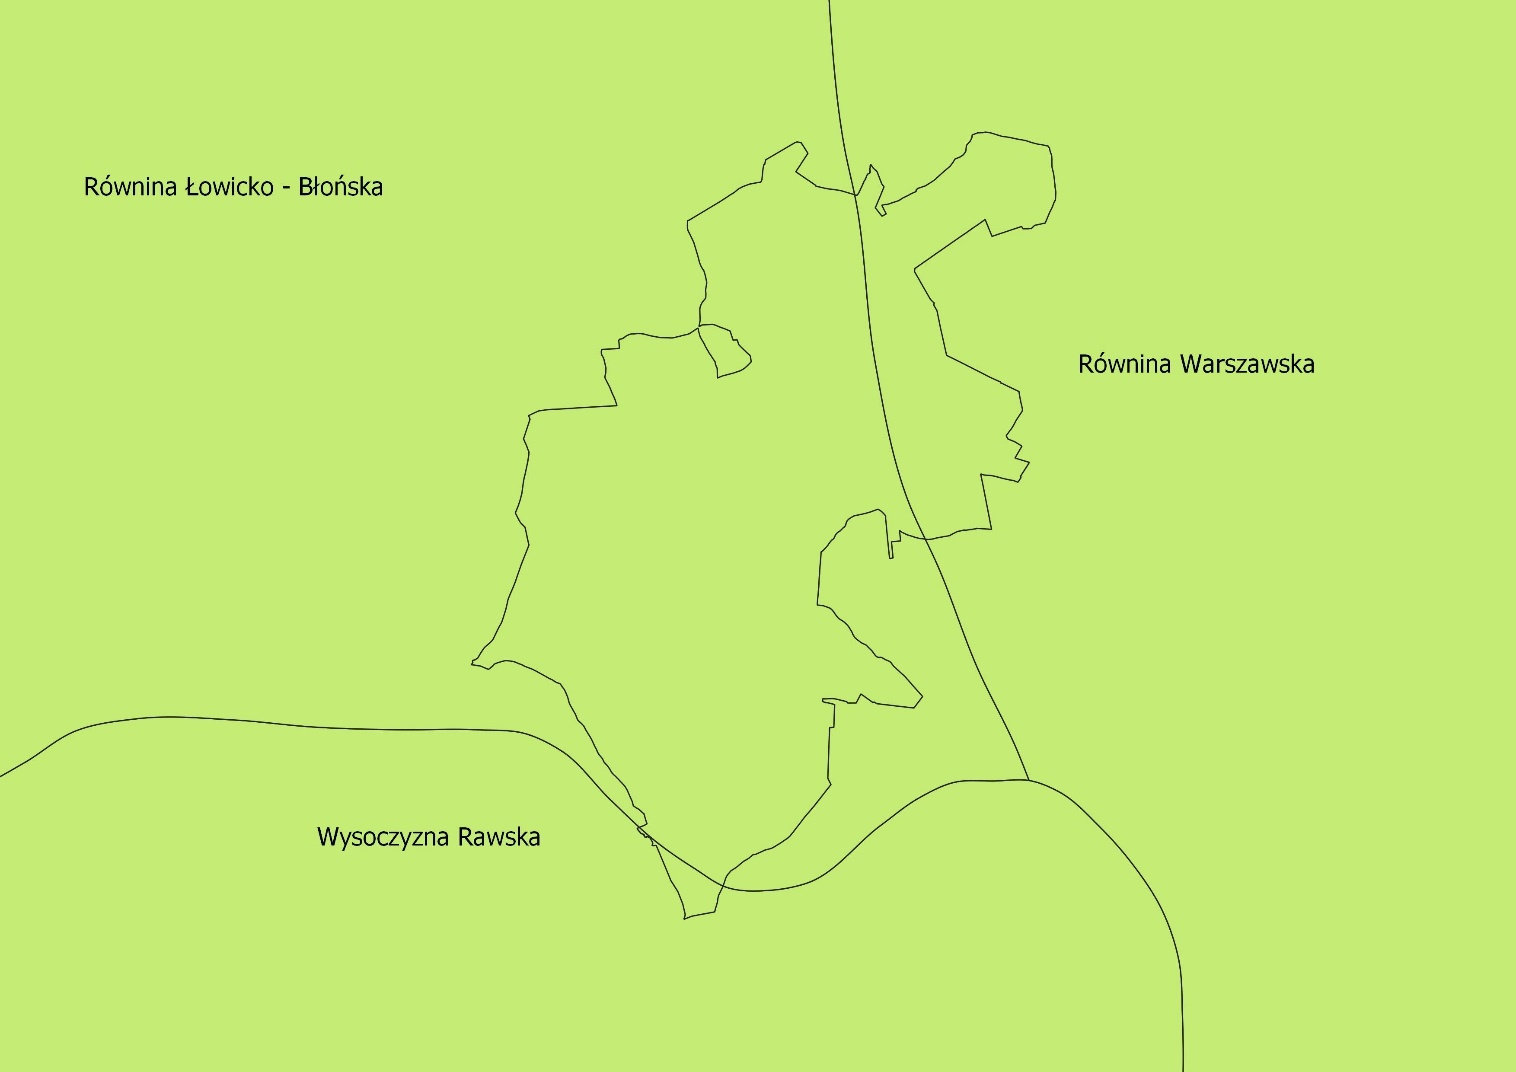 Równina Łowicko - Błońska
Równina Warszawska
Wysoczyzna Rawska